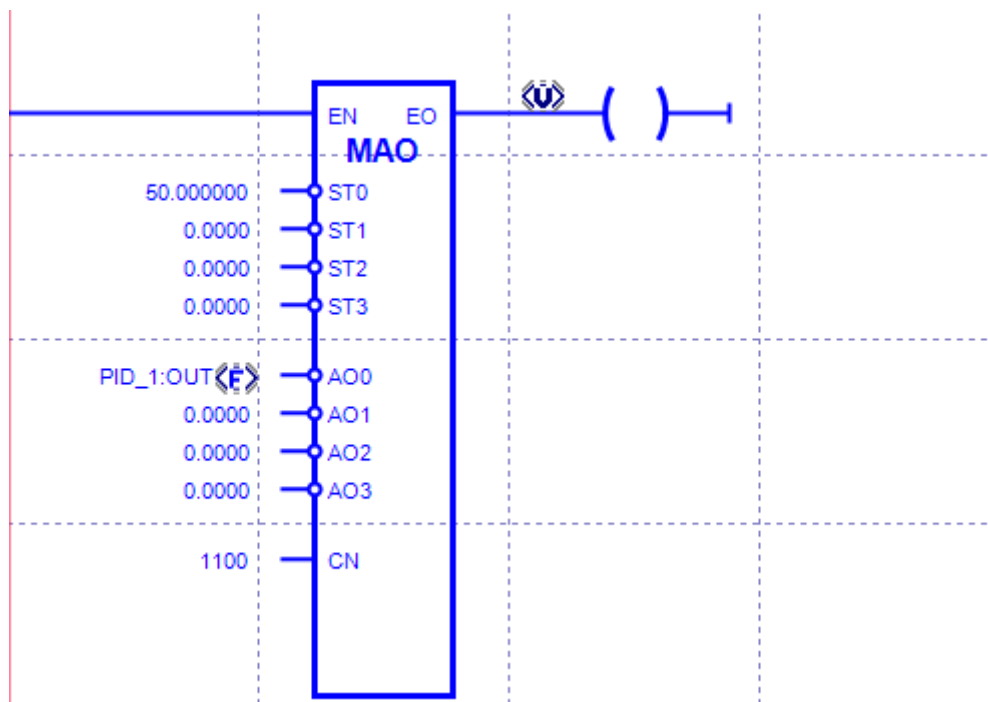 <U>
EN EO
MAO
50.000000 ST0
0.0000 ST1
0.0000 ST2
0.0000 ST3
PID_1:OUT<F> AO0
0.0000 AO1
0.0000 AO2
0.0000 AO3
1100 CN